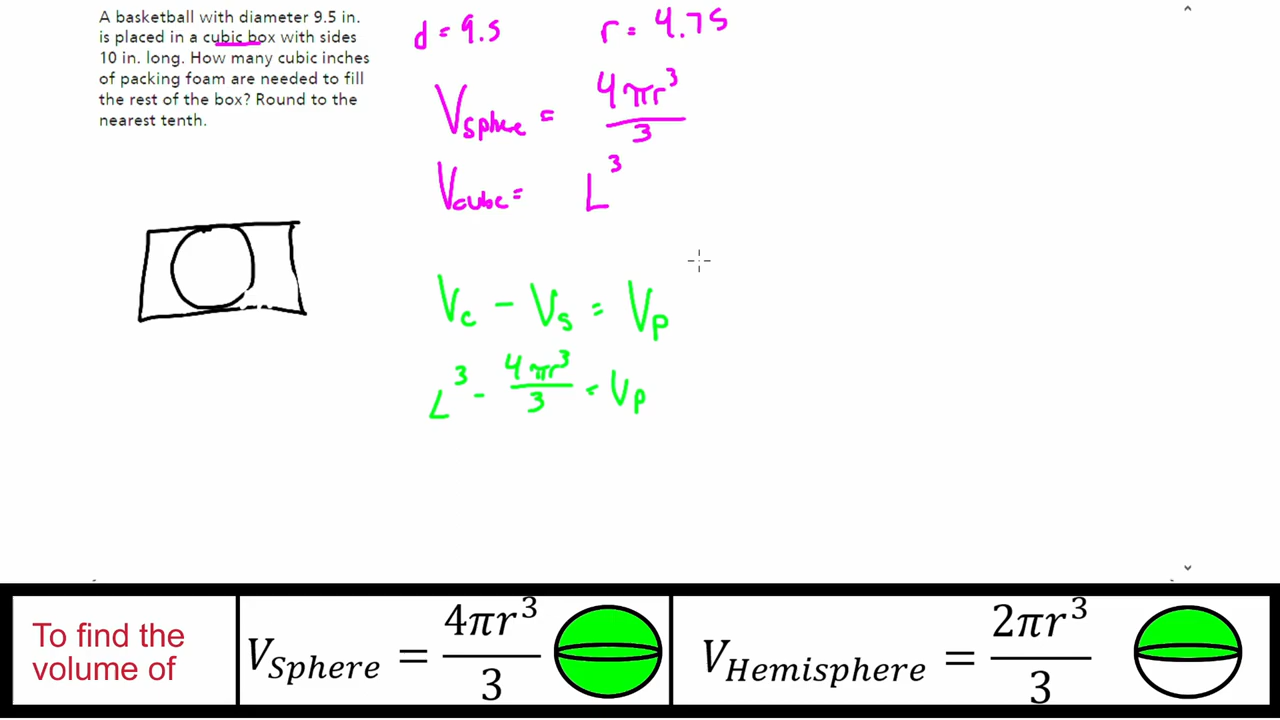 A basketball with diameter 9.5 in.
is placed in a cubic box with sides
10 in. long. How many cubic inches
of packing foam are needed to fill
the rest of the box? Round to the
nearest tenth.
d = 9.5 r = 4.75
Vsphere = 4πr³/3
Vcube = L³
Vc - Vs = Vp
L³ - 4πr³/3 = Vp
To find the
volume of
V_Sphere = 4πr³/3
V_Hemisphere = 2πr³/3